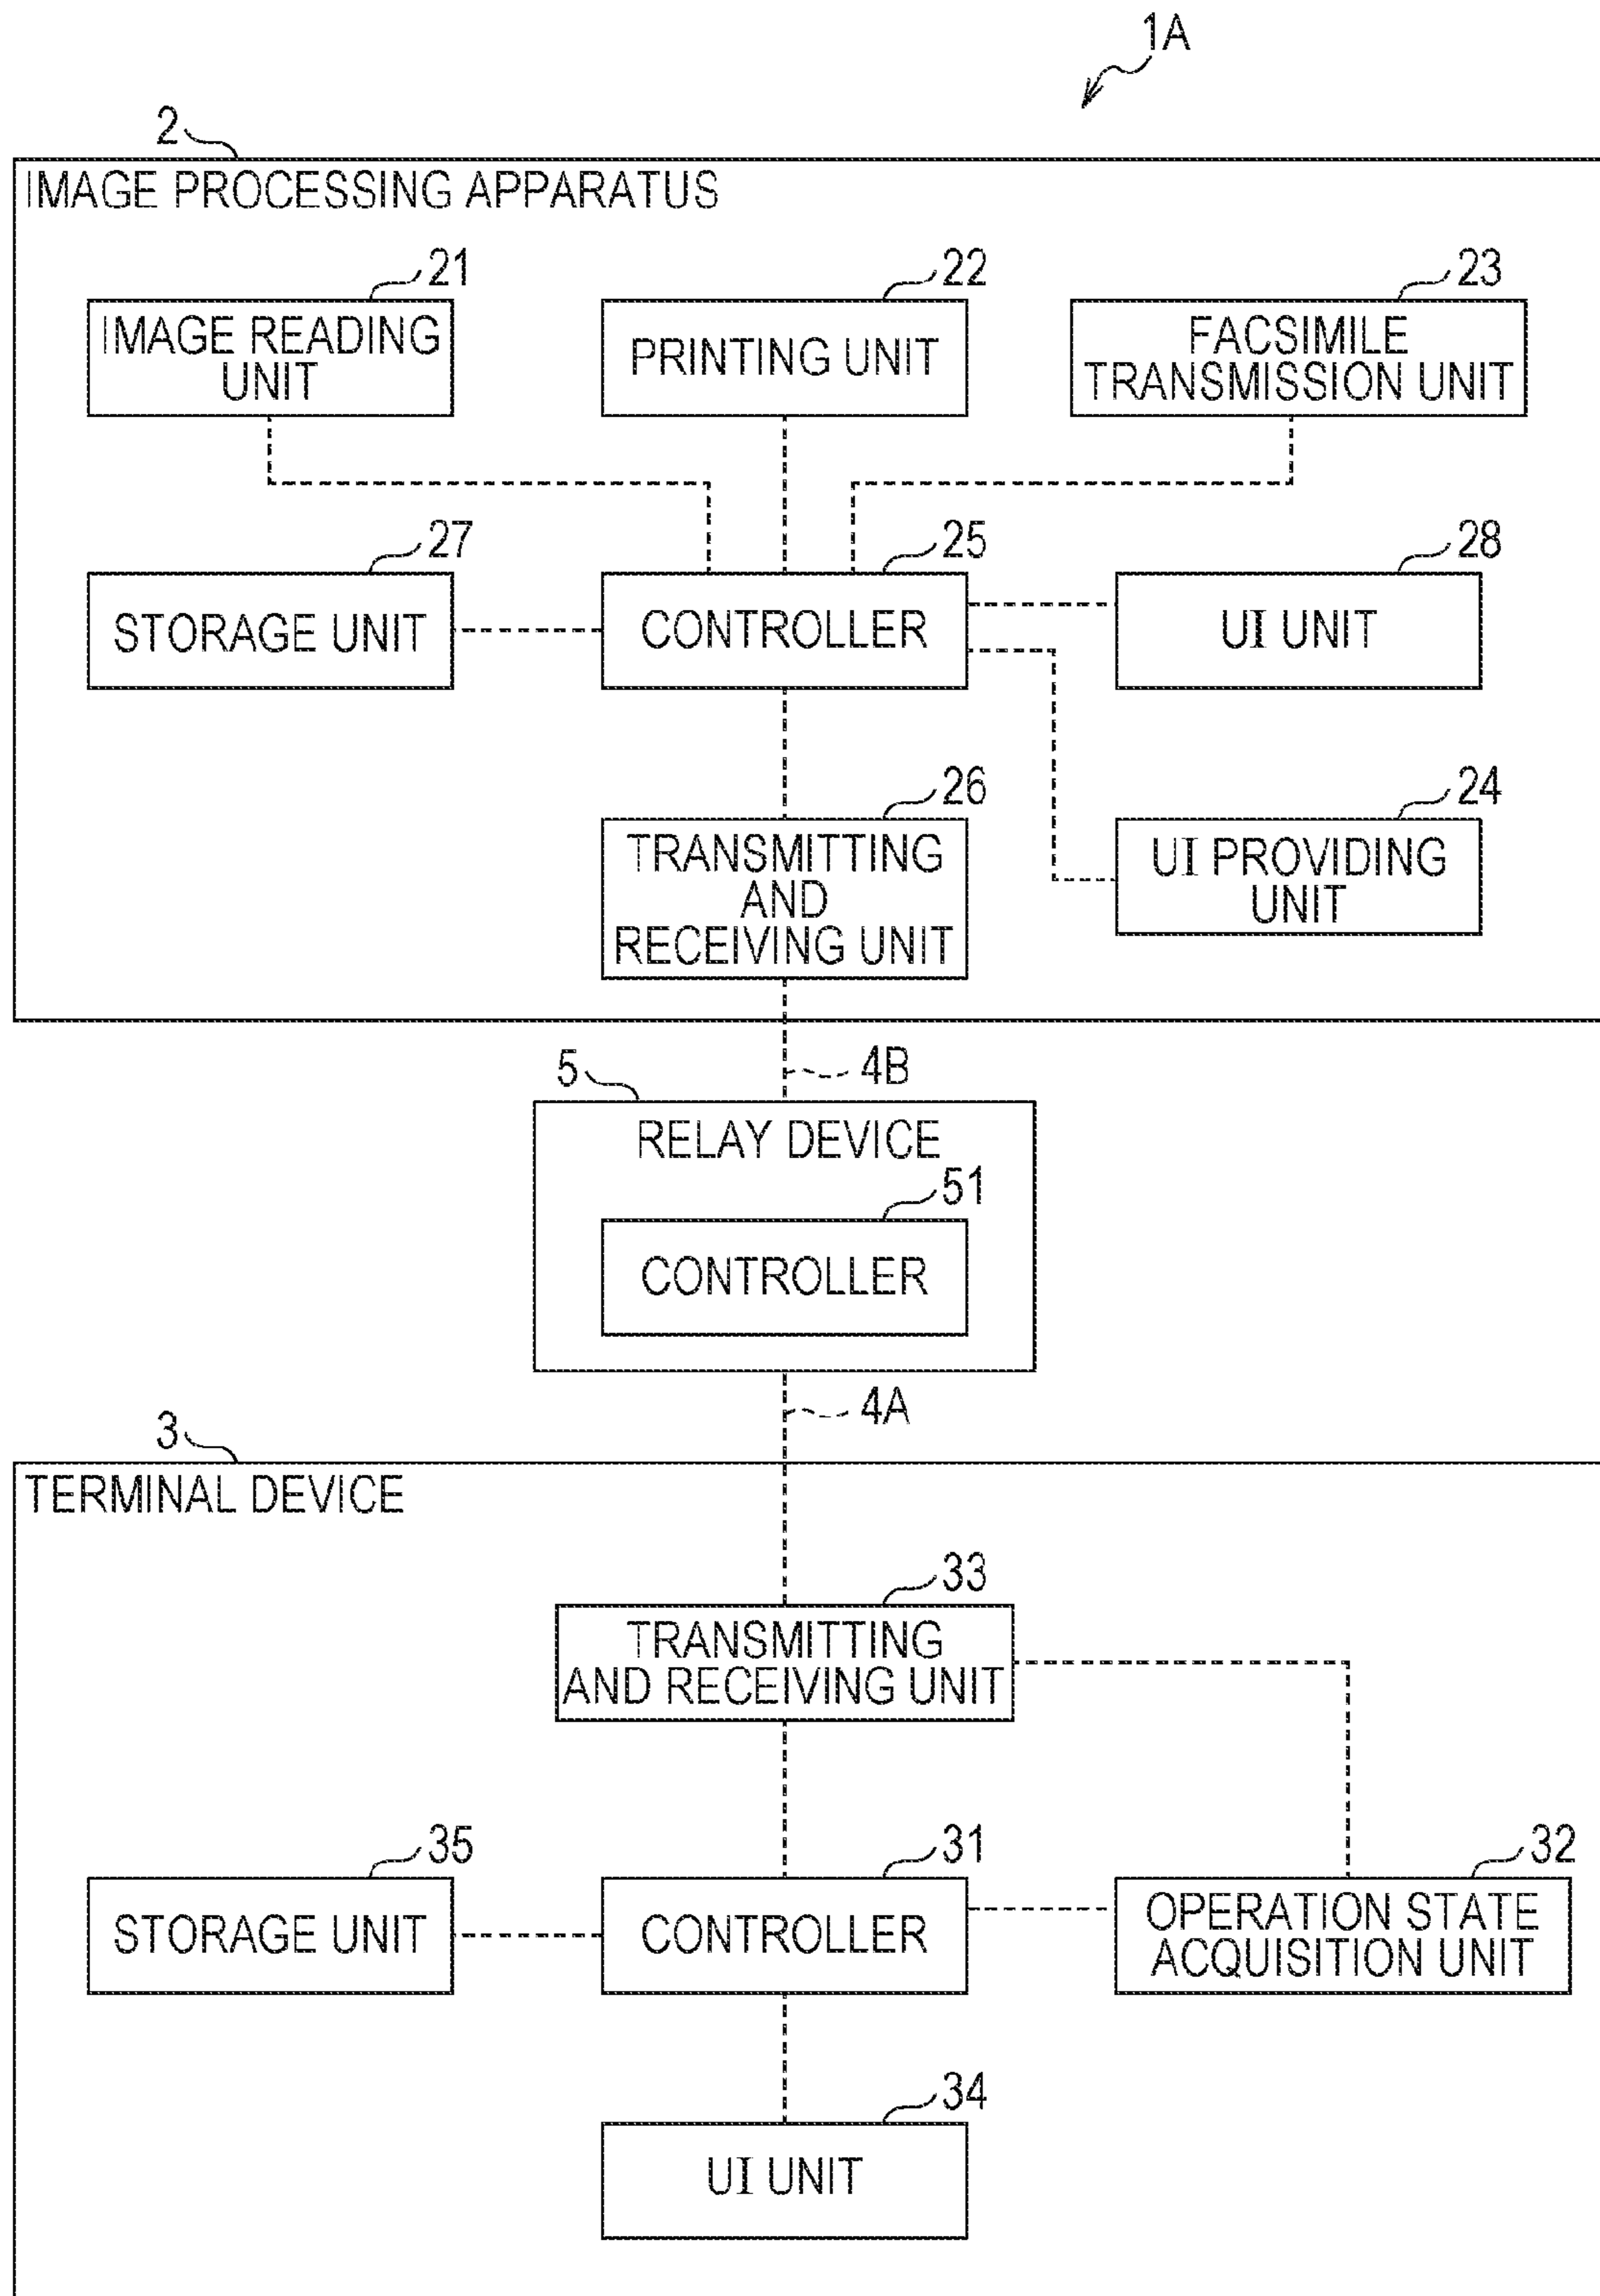 1A
2
IMAGE PROCESSING APPARATUS
21
22
23
IMAGE READING
UNIT
PRINTING UNIT
FACSIMILE
TRANSMISSION UNIT
27
25
28
STORAGE UNIT
CONTROLLER
UI UNIT
26
24
TRANSMITTING
AND
RECEIVING UNIT
UI PROVIDING
UNIT
4B
5
RELAY DEVICE
51
CONTROLLER
4A
3
TERMINAL DEVICE
33
TRANSMITTING
AND RECEIVING UNIT
35
31
32
STORAGE UNIT
CONTROLLER
OPERATION STATE
ACQUISITION UNIT
34
UI UNIT